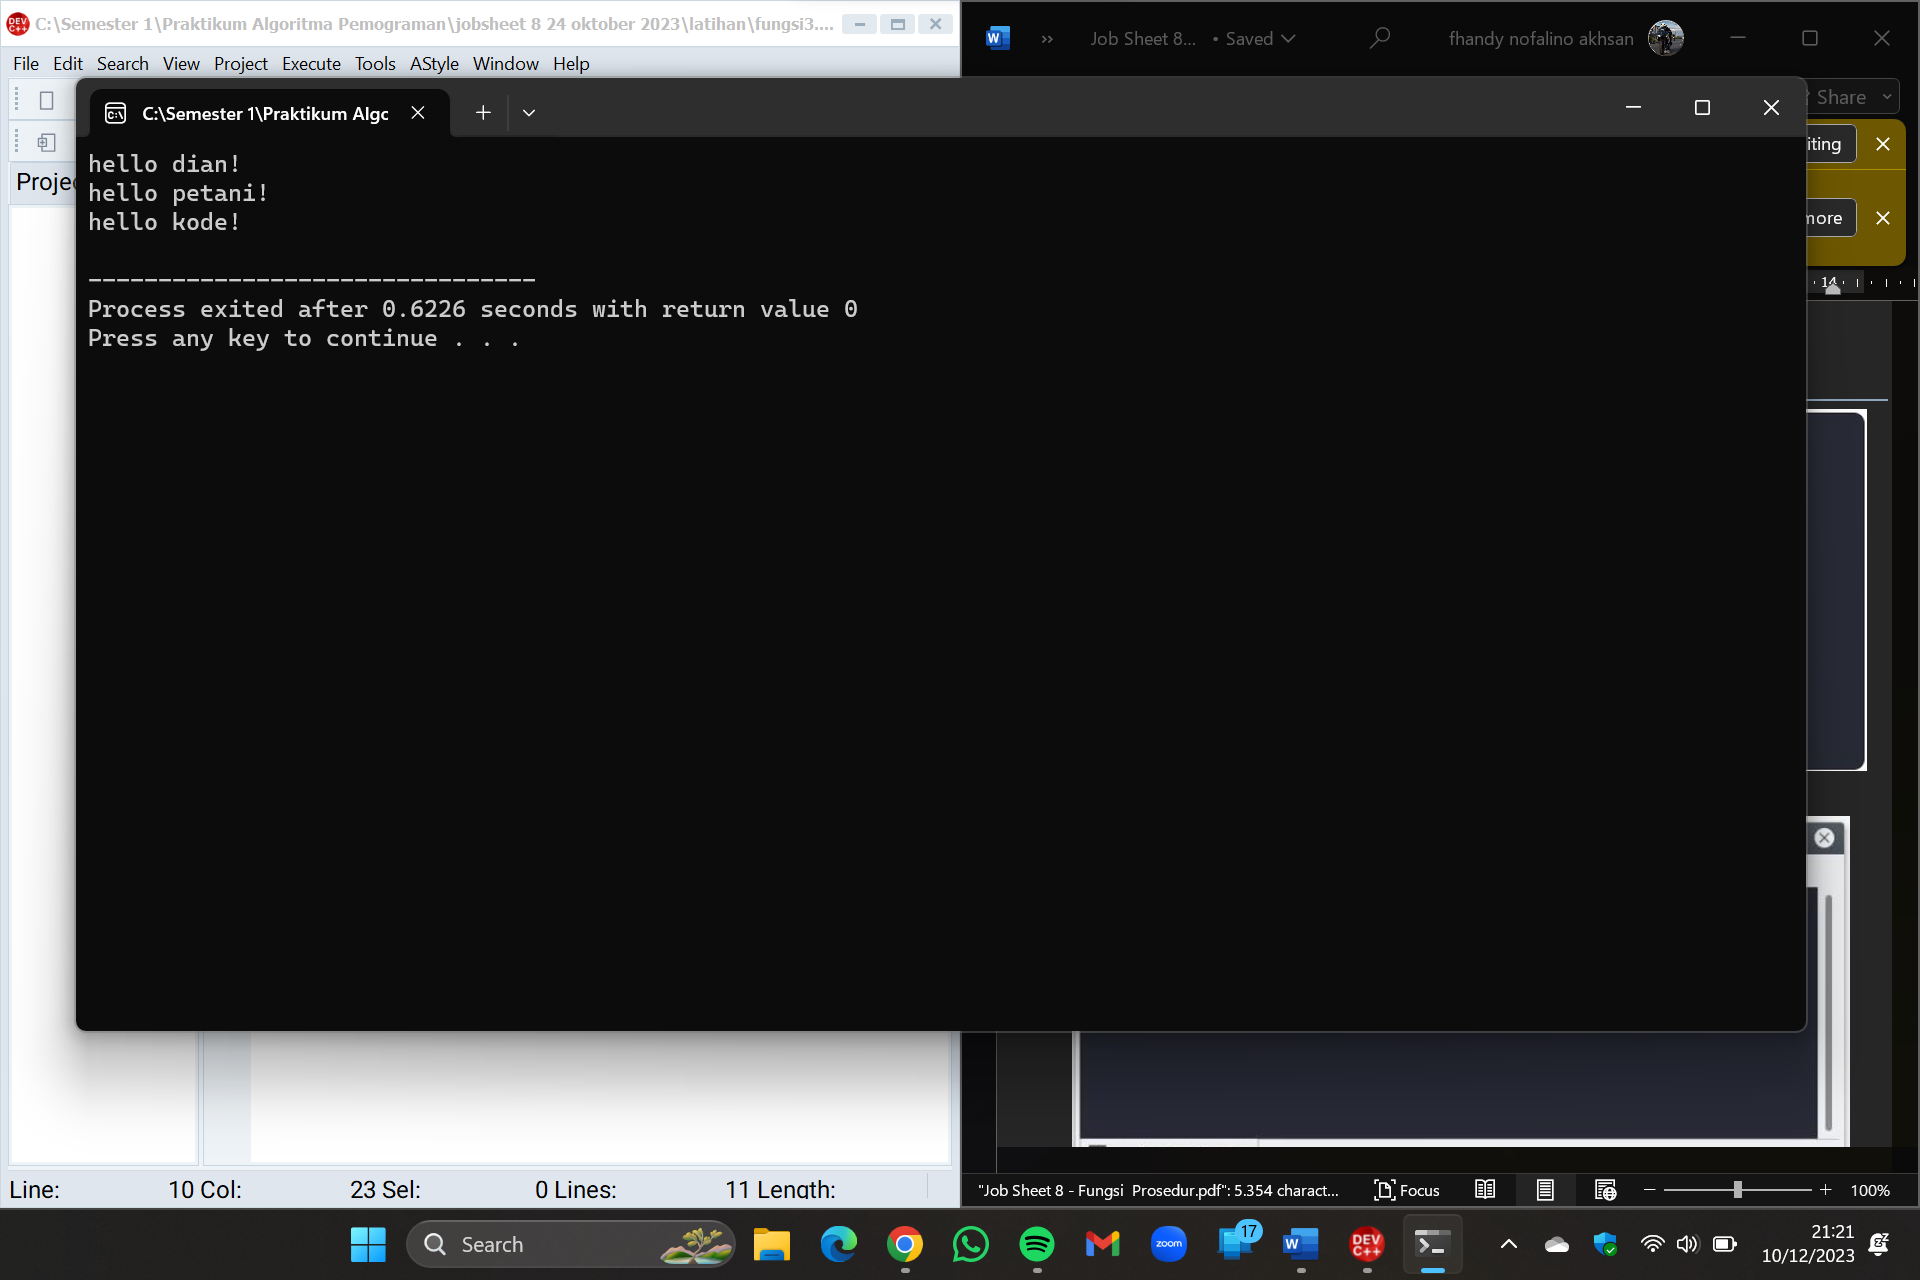 C:\Semester 1\Praktikum Algoritma Pemograman\jobsheet 8 24 oktober 2023\latihan\fungsi3....
File Edit Search View Project Execute Tools AStyle Window Help
Job Sheet 8... • Saved
fhandy nofalino akhsan
Share
C:\Semester 1\Praktikum Algo
hello dian!
hello petani!
hello kode!
--------------------------------
Process exited after 0.6226 seconds with return value 0
Press any key to continue . . .
Projec
iting
more
14
Line: 10 Col: 23 Sel: 0 Lines: 11 Length:
"Job Sheet 8 - Fungsi Prosedur.pdf": 5.354 charact...
Focus
100%
Search
zoom
17
DEV C++
21:21
10/12/2023